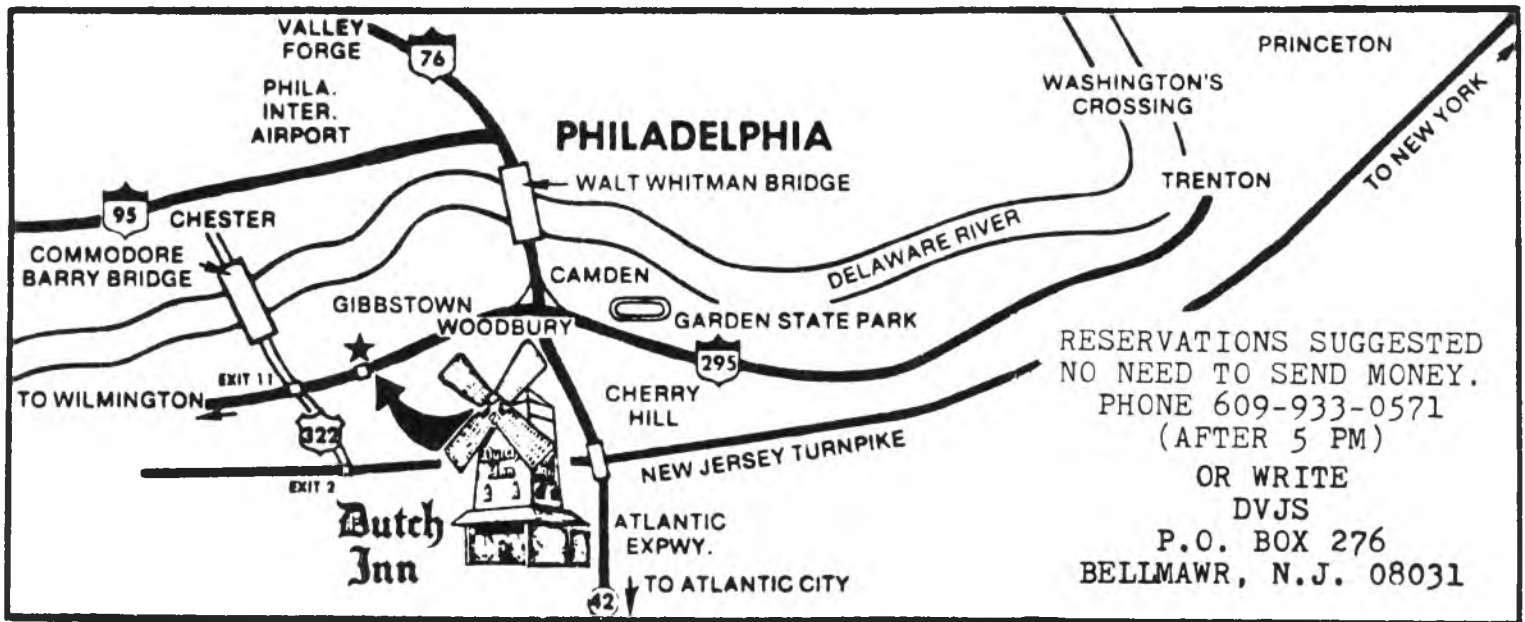 VALLEY
FORGE
76
PHILA.
INTER.
AIRPORT
PHILADELPHIA
WALT WHITMAN BRIDGE
WASHINGTON'S
CROSSING
PRINCETON
TO NEW YORK
TRENTON
95
CHESTER
COMMODORE
BARRY BRIDGE
DELAWARE RIVER
CAMDEN
GIBBSTOWN
WOODBURY
GARDEN STATE PARK
295
EXIT 11
TO WILMINGTON
CHERRY
HILL
322
EXIT 2
NEW JERSEY TURNPIKE
Dutch
Inn
Dutch
Inn
ATLANTIC
EXPWY.
TO ATLANTIC CITY
42
RESERVATIONS SUGGESTED
NO NEED TO SEND MONEY.
PHONE 609-933-0571
(AFTER 5 PM)
OR WRITE
DVJS
P.O. BOX 276
BELLMAWR, N.J. 08031